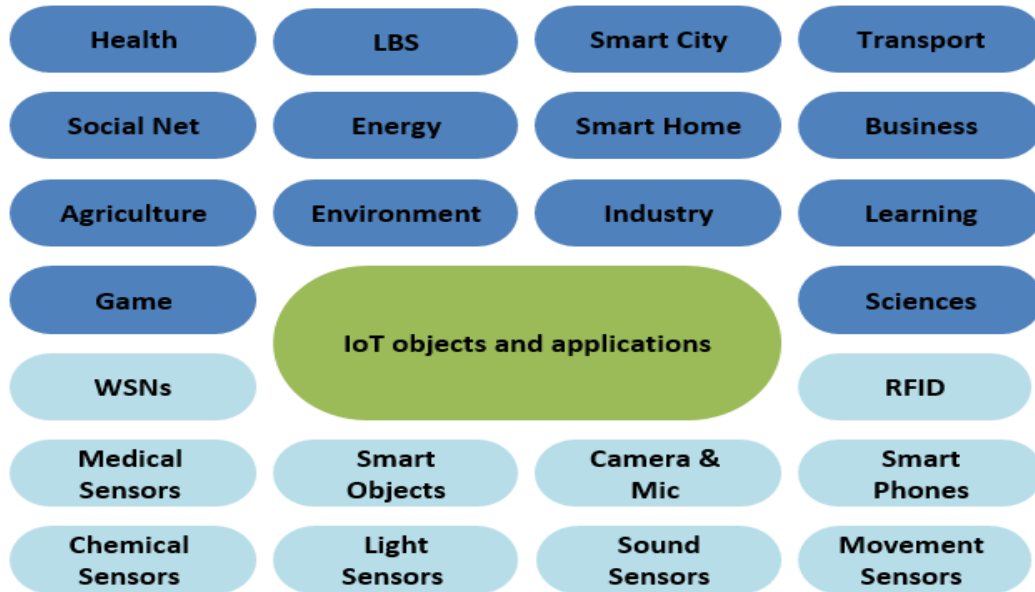 Health
LBS
Smart City
Transport
Social Net
Energy
Smart Home
Business
Agriculture
Environment
Industry
Learning
Game
IoT objects and applications
Sciences
WSNs
RFID
Medical
Sensors
Smart
Objects
Camera &
Mic
Smart
Phones
Chemical
Sensors
Light
Sensors
Sound
Sensors
Movement
Sensors